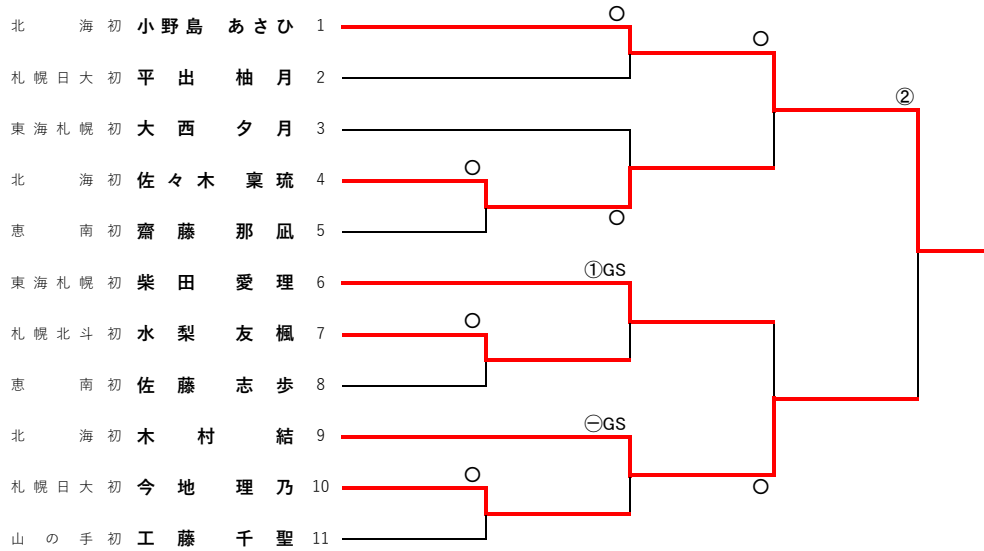 ○
北海 初 小野島 あさひ 1
○
札幌日大 初 平出 柚月 2
②
東海札幌 初 大西 夕月 3
○
北海 初 佐々木 稟琉 4
○
恵南 初 齋藤 那凪 5
①GS
東海札幌 初 柴田 愛理 6
○
札幌北斗 初 水梨 友楓 7
恵南 初 佐藤 志歩 8
㊀GS
北海 初 木村 結 9
○
札幌日大 初 今地 理乃 10
○
山の手 初 工藤 千聖 11